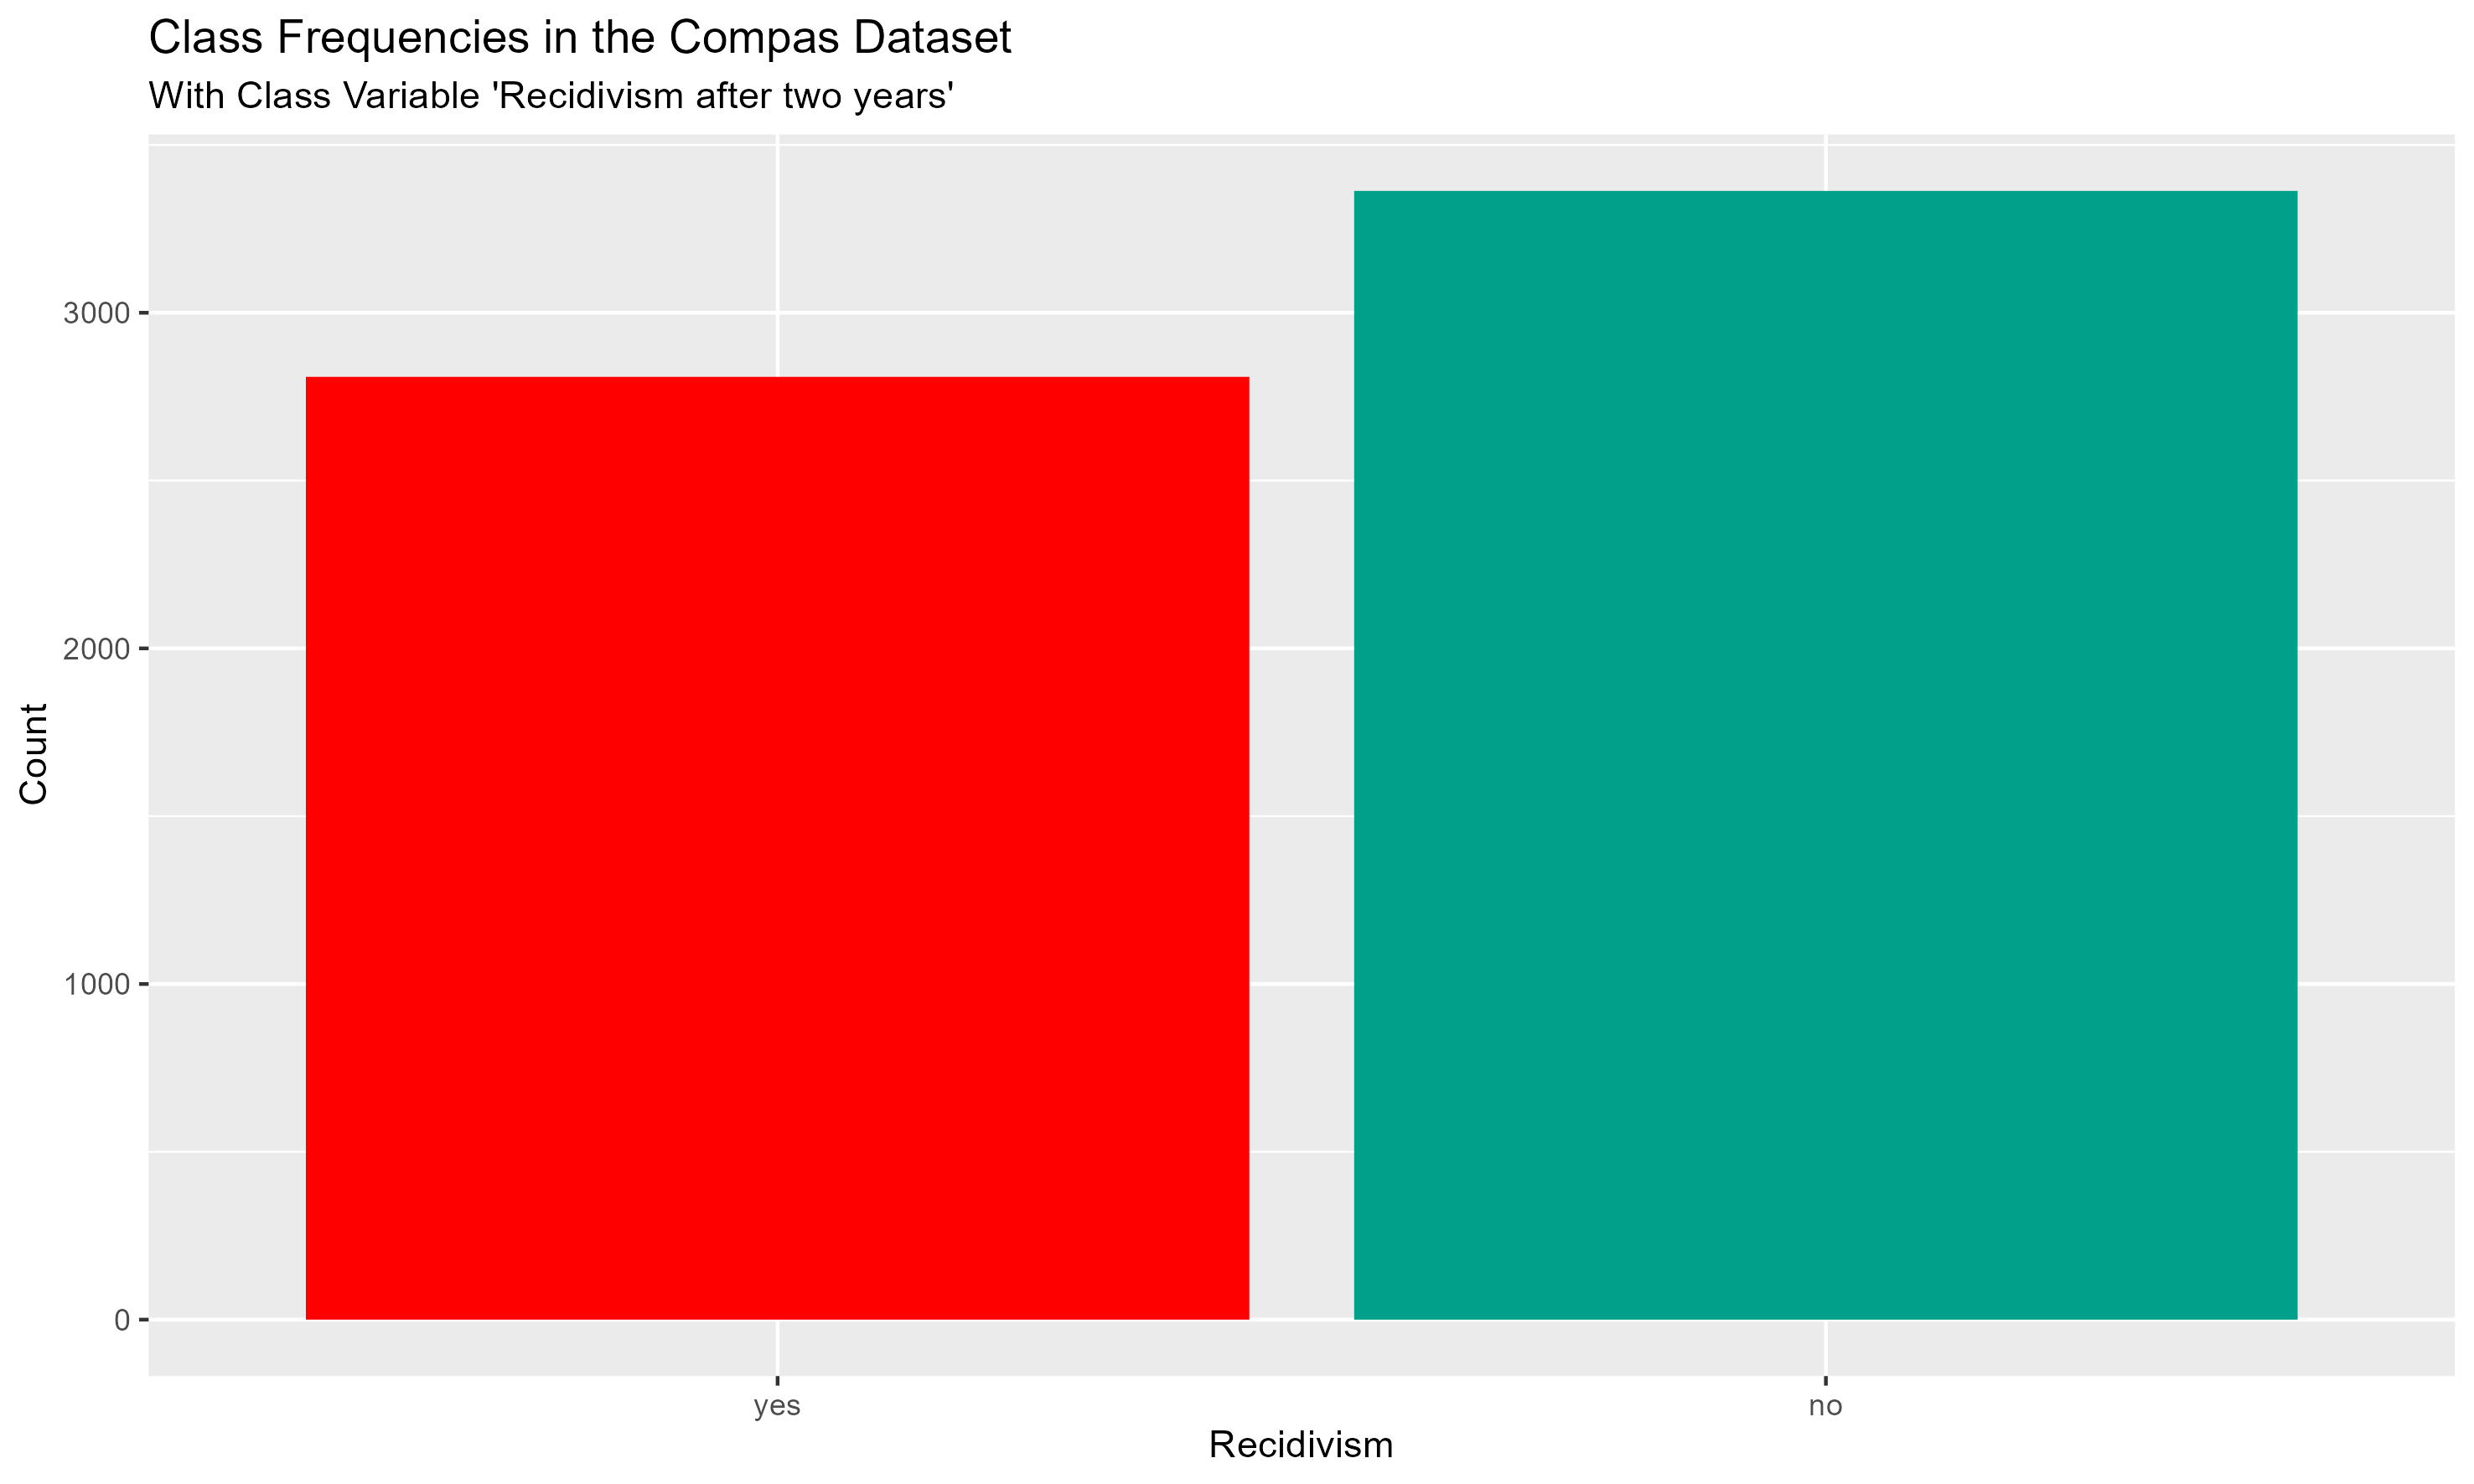 Class Frequencies in the Compas Dataset
With Class Variable 'Recidivism after two years'
3000
2000
1000
0
Count
yes no
Recidivism